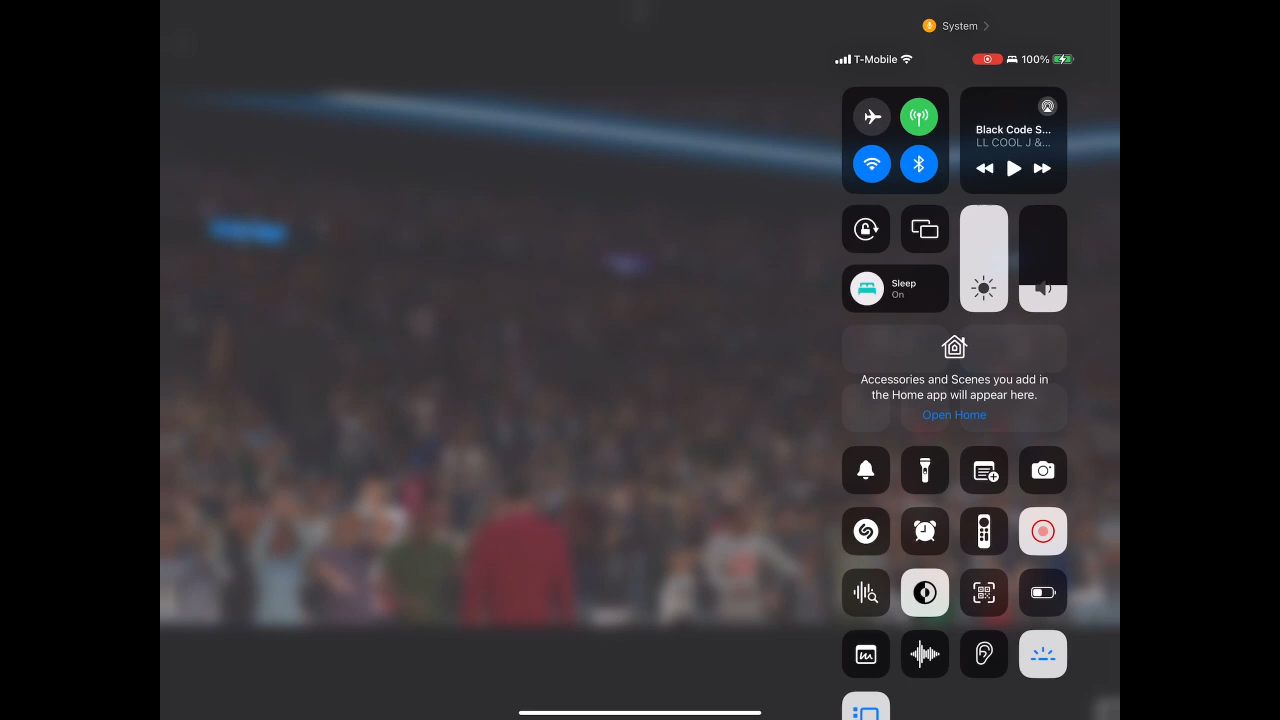 System
T-Mobile
100%
Black Code S...
LL COOL J &...
Sleep
On
Accessories and Scenes you add in
the Home app will appear here.
Open Home